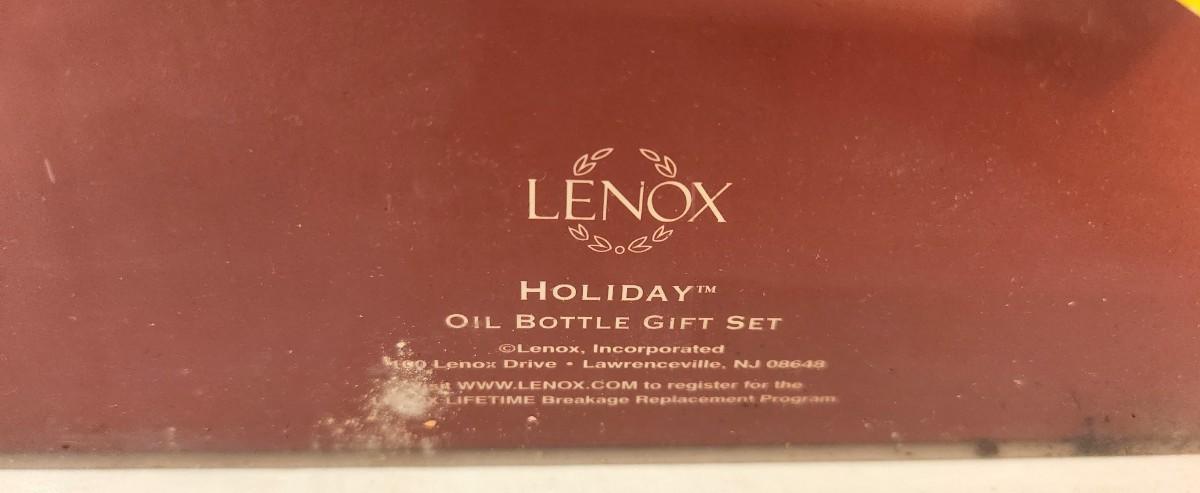 LENOX
HOLIDAY™
OIL BOTTLE GIFT SET
©Lenox, Incorporated
100 Lenox Drive • Lawrenceville, NJ 08648
WWW.LENOX.COM to register for the
LIFETIME Breakage Replacement Program